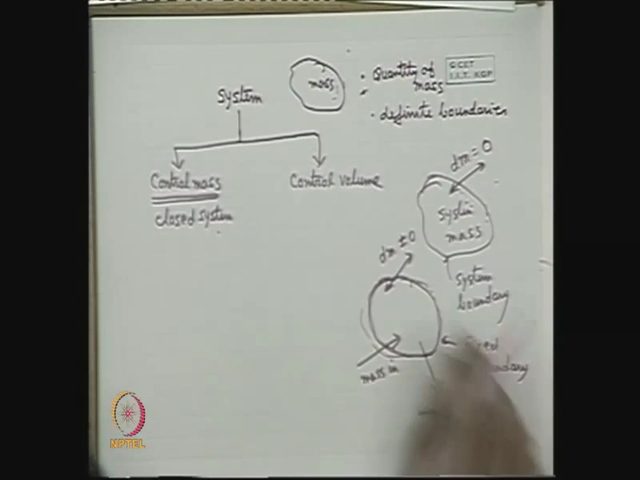 System
mass
· Quantity of
mass
· definite boundaries
G CET
I.I.T. KGP
Control mass
closed system
Control volume
dm = 0
system
mass
system
boundary
dm ≠ 0
mass in
NPTEL